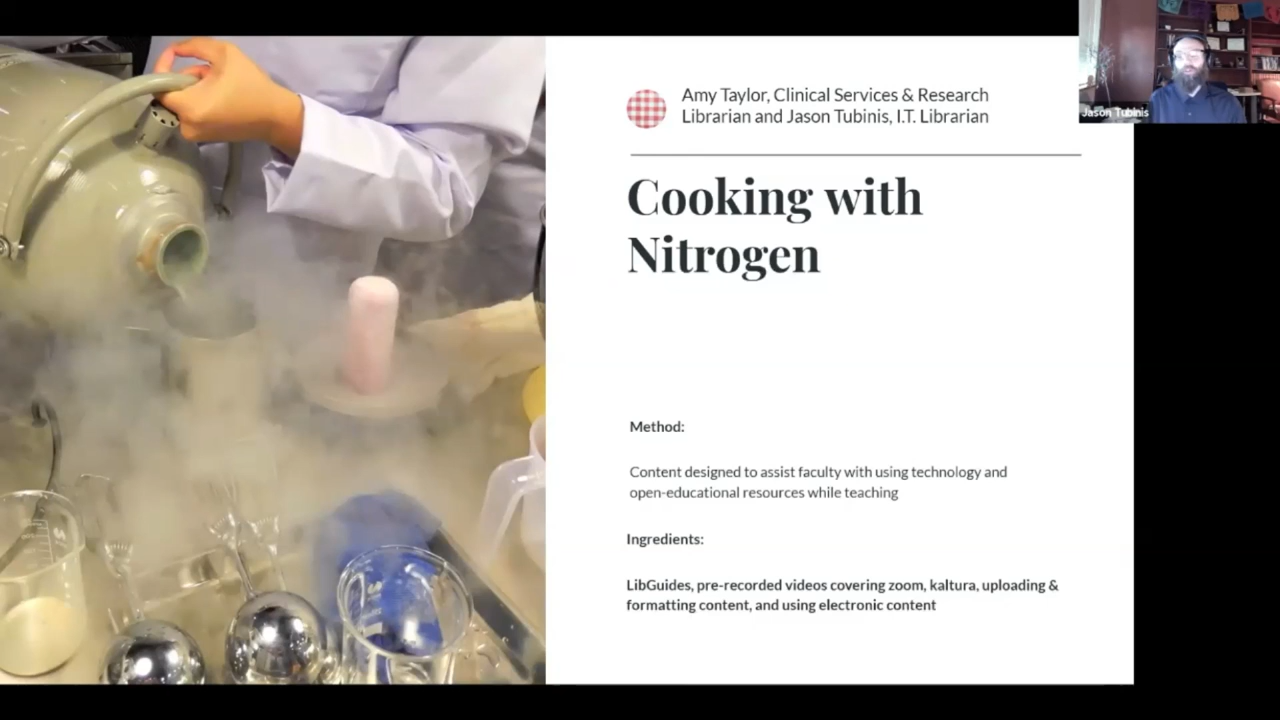 Amy Taylor, Clinical Services & Research
Librarian and Jason Tubinis, I.T. Librarian
Jason Tubinis
Cooking with
Nitrogen
Method:
Content designed to assist faculty with using technology and
open-educational resources while teaching
Ingredients:
LibGuides, pre-recorded videos covering zoom, kaltura, uploading &
formatting content, and using electronic content